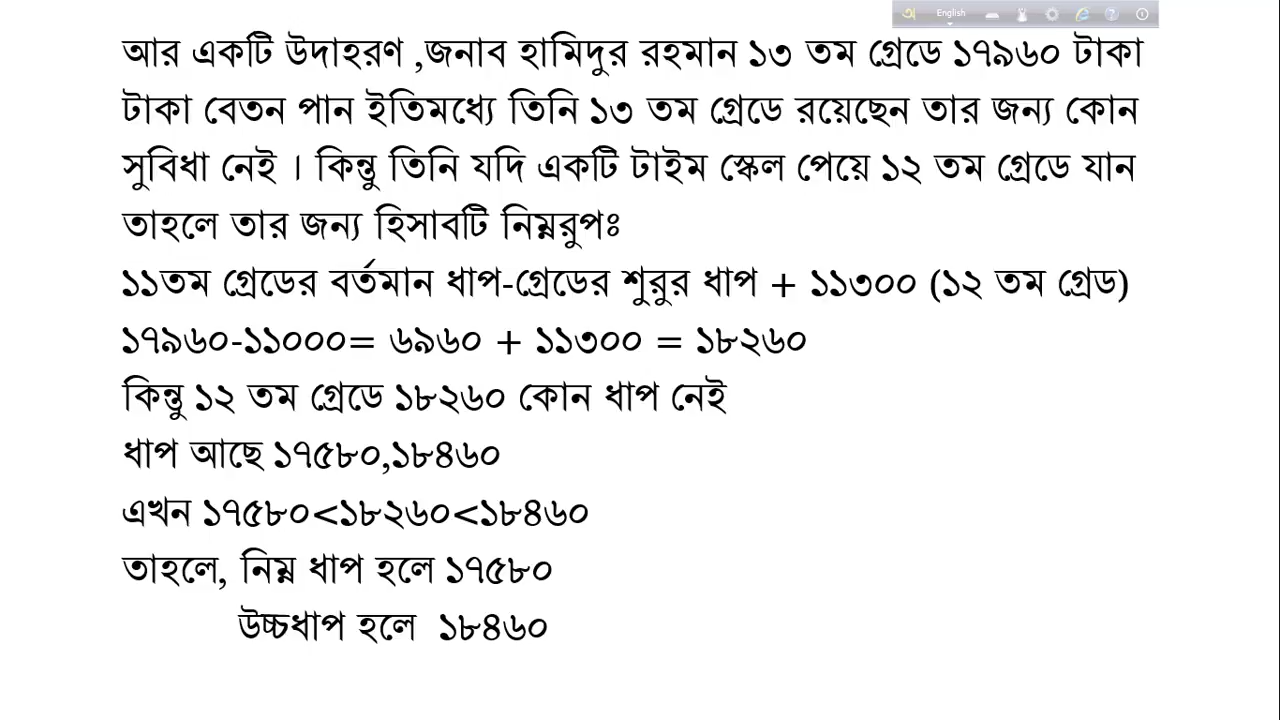 English
আর একটি উদাহরণ ,জনাব হামিদুর রহমান ১৩ তম গ্রেডে ১৭৯৬০ টাকা
টাকা বেতন পান ইতিমধ্যে তিনি ১৩ তম গ্রেডে রয়েছেন তার জন্য কোন
সুবিধা নেই । কিন্তু তিনি যদি একটি টাইম স্কেল পেয়ে ১২ তম গ্রেডে যান
তাহলে তার জন্য হিসাবটি নিম্নরুপঃ
১১তম গ্রেডের বর্তমান ধাপ-গ্রেডের শুরুর ধাপ + ১১৩০০ (১২ তম গ্রেড)
১৭৯৬০-১১০০০= ৬৯৬০ + ১১৩০০ = ১৮২৬০
কিন্তু ১২ তম গ্রেডে ১৮২৬০ কোন ধাপ নেই
ধাপ আছে ১৭৫৮০,১৮৪৬০
এখন ১৭৫৮০<১৮২৬০<১৮৪৬০
তাহলে, নিম্ন ধাপ হলে ১৭৫৮০
উচ্চধাপ হলে ১৮৪৬০